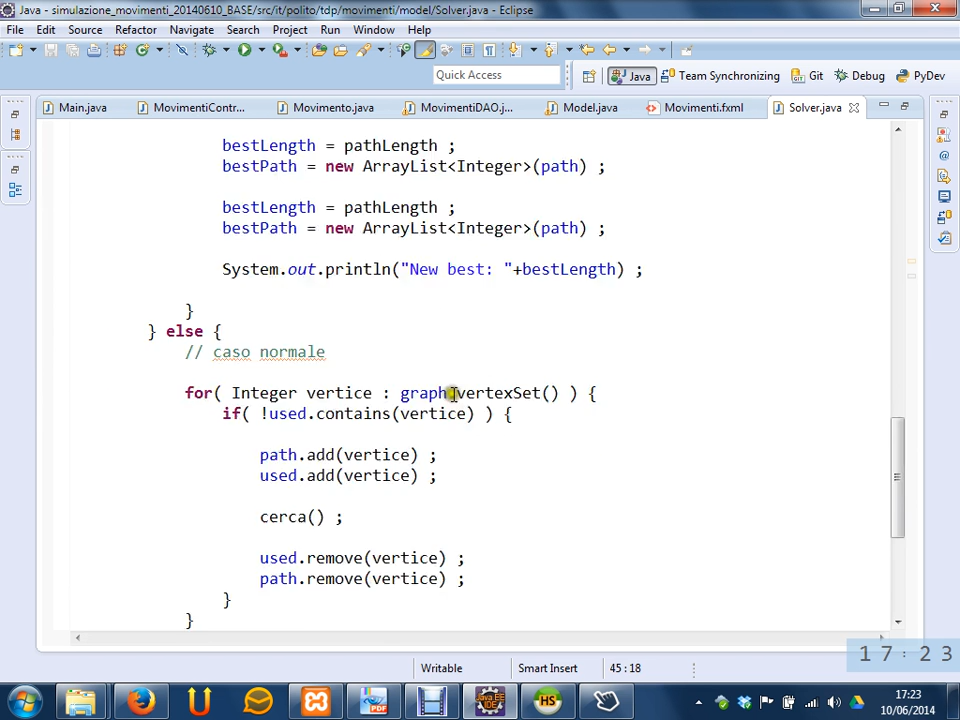 Java - simulazione_movimenti_20140610_BASE/src/it/polito/tdp/movimenti/model/Solver.java - Eclipse
File Edit Source Refactor Navigate Search Project Run Window Help
Quick Access
Java Team Synchronizing Git Debug PyDev
Main.java MovimentiContr... Movimento.java MovimentiDAO.j... Model.java Movimenti.fxml Solver.java
bestLength = pathLength ;
bestPath = new ArrayList<Integer>(path) ;
bestLength = pathLength ;
bestPath = new ArrayList<Integer>(path) ;
System.out.println("New best: "+bestLength) ;
}
} else {
// caso normale
for( Integer vertice : graph.vertexSet() ) {
if( !used.contains(vertice) ) {
path.add(vertice) ;
used.add(vertice) ;
cerca() ;
used.remove(vertice) ;
path.remove(vertice) ;
}
}
Writable Smart Insert 45 : 18
17:23
17:23
10/06/2014